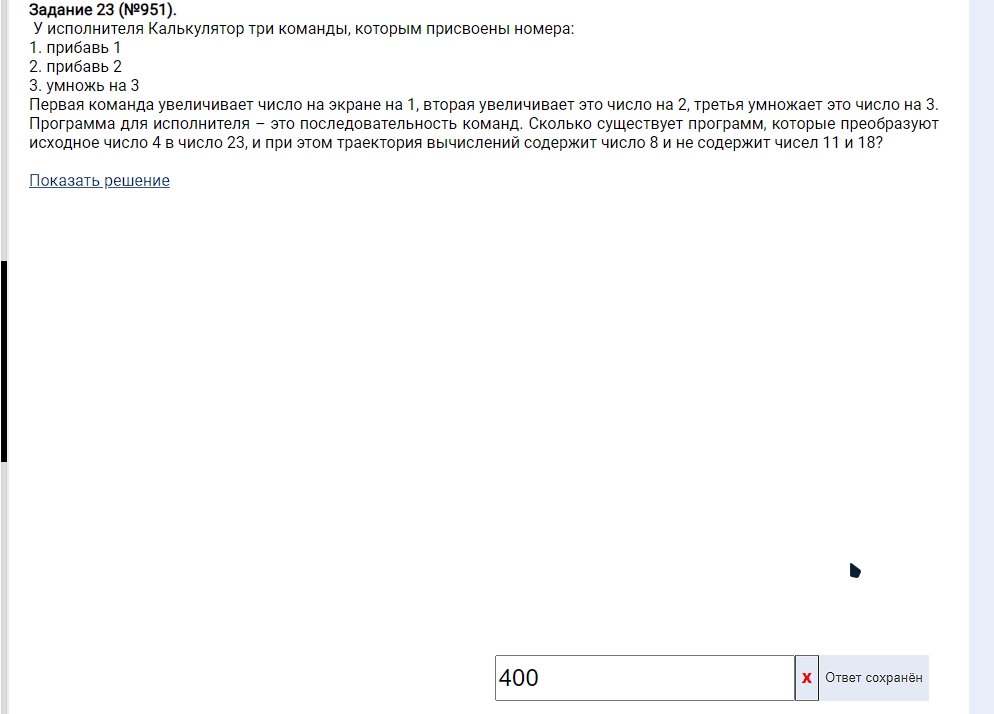 Задание 23 (№951).
У исполнителя Калькулятор три команды, которым присвоены номера:
1. прибавь 1
2. прибавь 2
3. умножь на 3
Первая команда увеличивает число на экране на 1, вторая увеличивает это число на 2, третья умножает это число на 3.
Программа для исполнителя – это последовательность команд. Сколько существует программ, которые преобразуют
исходное число 4 в число 23, и при этом траектория вычислений содержит число 8 и не содержит чисел 11 и 18?
Показать решение
400 x Ответ сохранён